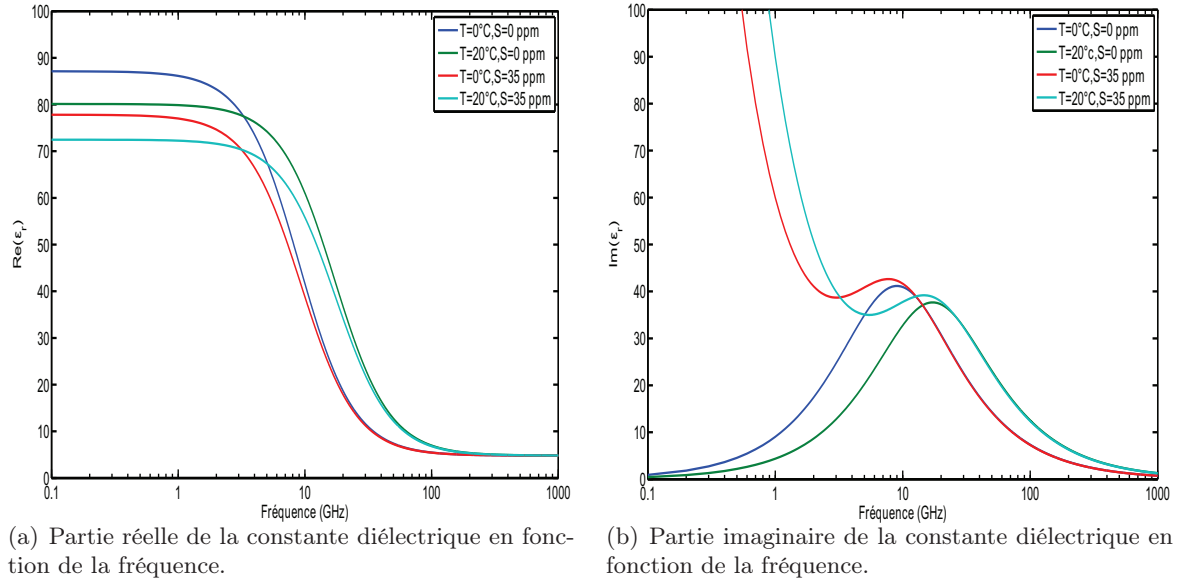 100
90
80
70
60
50
40
30
20
10
0
Re(εr)
0.1 1 10 100 1000
Fréquence (GHz)
T=0°C,S=0 ppm
T=20°C,S=0 ppm
T=0°C,S=35 ppm
T=20°C,S=35 ppm
(a) Partie réelle de la constante diélectrique en fonc-
tion de la fréquence.
100
90
80
70
60
50
40
30
20
10
0
Im(εr)
0.1 1 10 100 1000
Fréquence (GHz)
T=0°C,S=0 ppm
T=20°c,S=0 ppm
T=0°C,S=35 ppm
T=20°C,S=35 ppm
(b) Partie imaginaire de la constante diélectrique en
fonction de la fréquence.